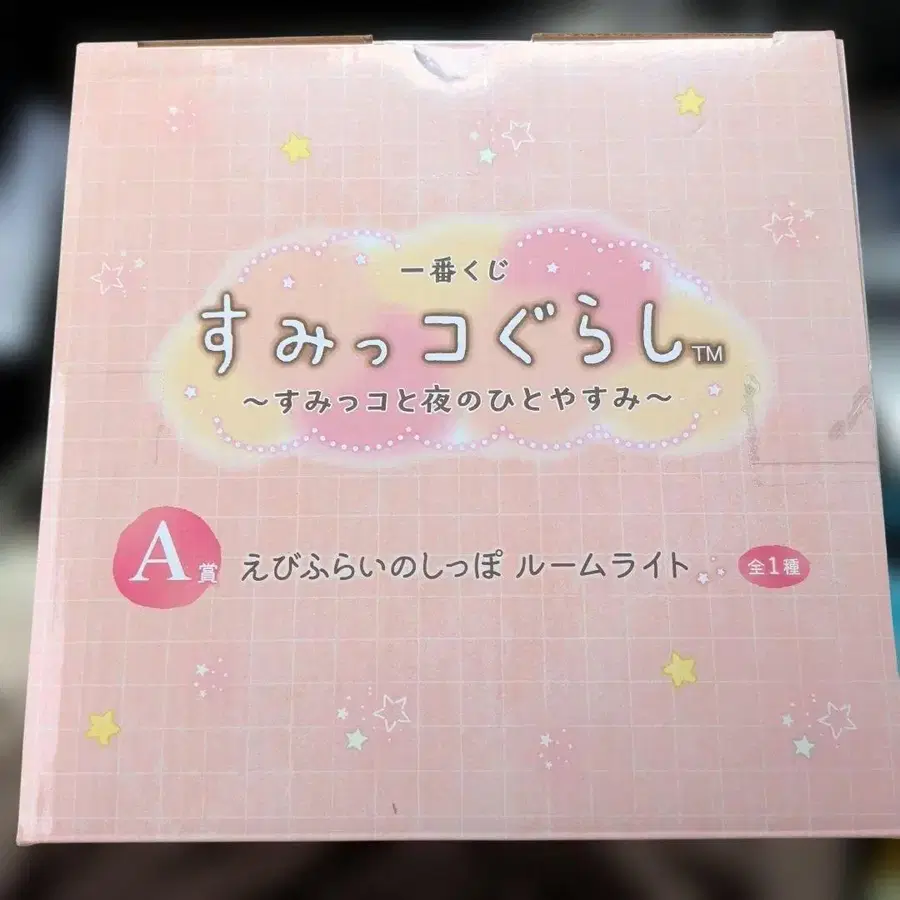 一番くじ
すみっコぐらし™
～すみっコと夜のひとやすみ～
A賞 えびふらいのしっぽ ルームライト 全1種